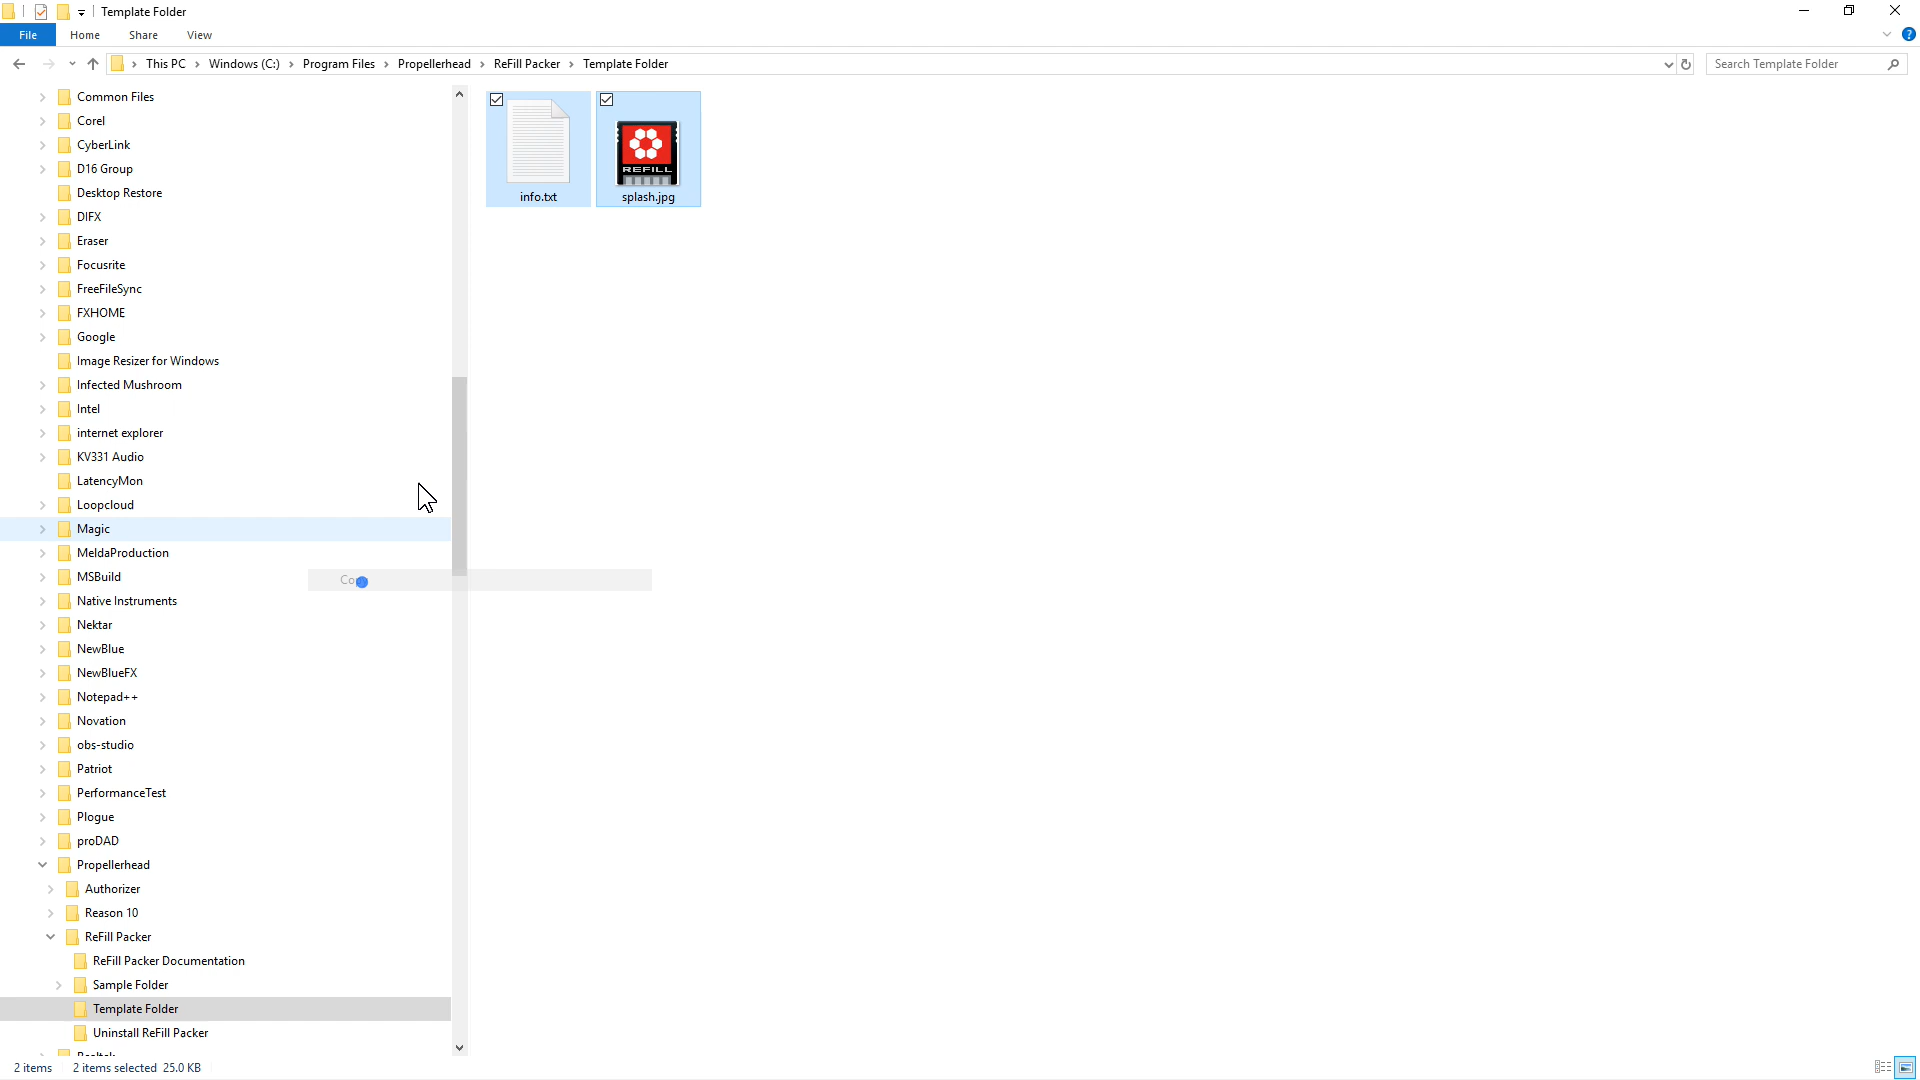 Template Folder
File
Home
Share
View
This PC
Windows (C:)
Program Files
Propellerhead
ReFill Packer
Template Folder
Search Template Folder
Common Files
Corel
CyberLink
D16 Group
Desktop Restore
DIFX
Eraser
Focusrite
FreeFileSync
FXHOME
Google
Image Resizer for Windows
Infected Mushroom
Intel
internet explorer
KV331 Audio
LatencyMon
Loopcloud
Magic
MeldaProduction
MSBuild
Native Instruments
Nektar
NewBlue
NewBlueFX
Notepad++
Novation
obs-studio
Patriot
PerformanceTest
Plogue
proDAD
Propellerhead
Authorizer
Reason 10
ReFill Packer
ReFill Packer Documentation
Sample Folder
Template Folder
Uninstall ReFill Packer
REFILL
info.txt
splash.jpg
2 items
2 items selected 25.0 KB